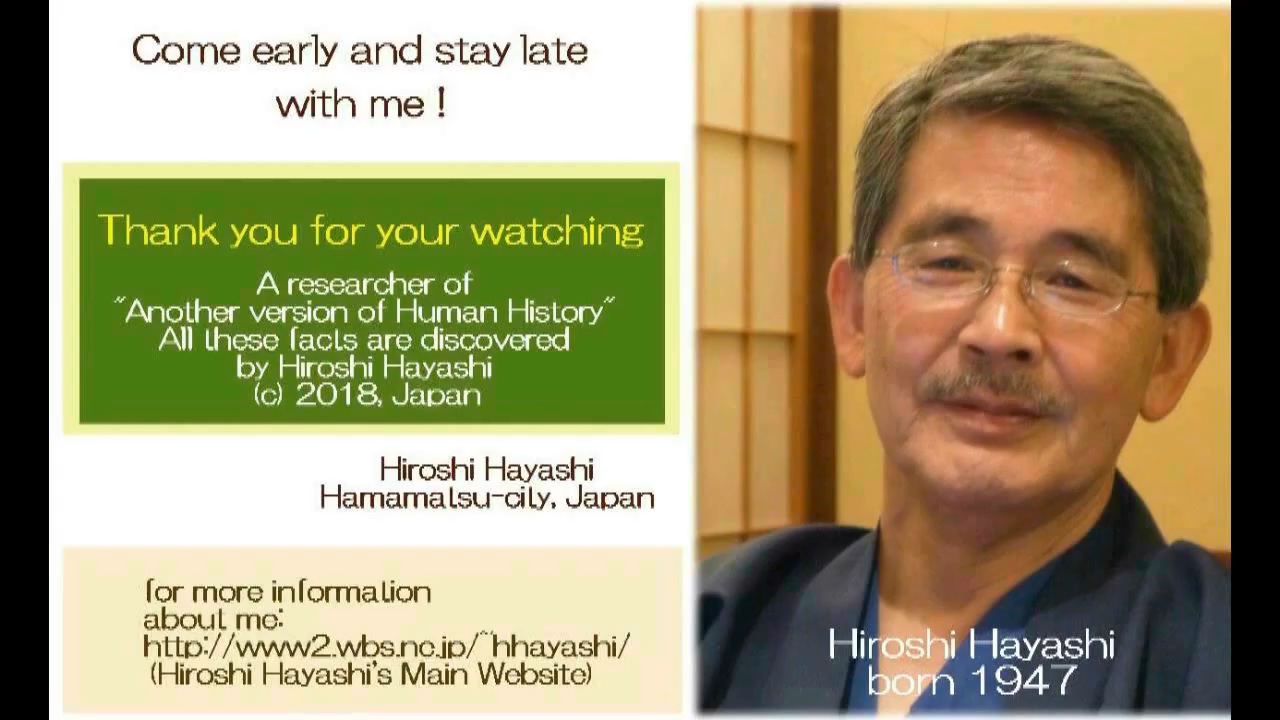 Come early and stay late
with me !
Thank you for your watching
A researcher of
"Another version of Human History"
All these facts are discovered
by Hiroshi Hayashi
(c) 2018, Japan
Hiroshi Hayashi
Hamamatsu-city, Japan
for more information
about me:
http://www2.wbs.ne.jp/~hhayashi/
(Hiroshi Hayashi's Main Website)
Hiroshi Hayashi
born 1947